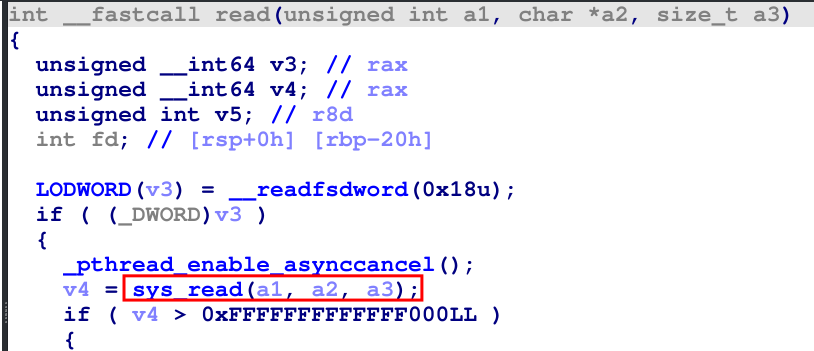 int __fastcall read(unsigned int a1, char *a2, size_t a3)
{
unsigned __int64 v3; // rax
unsigned __int64 v4; // rax
unsigned int v5; // r8d
int fd; // [rsp+0h] [rbp-20h]
LODWORD(v3) = __readfsdword(0x18u);
if ( (_DWORD)v3 )
{
_pthread_enable_asynccancel();
v4 = sys_read(a1, a2, a3);
if ( v4 > 0xFFFFFFFFFFFFF000LL )
{